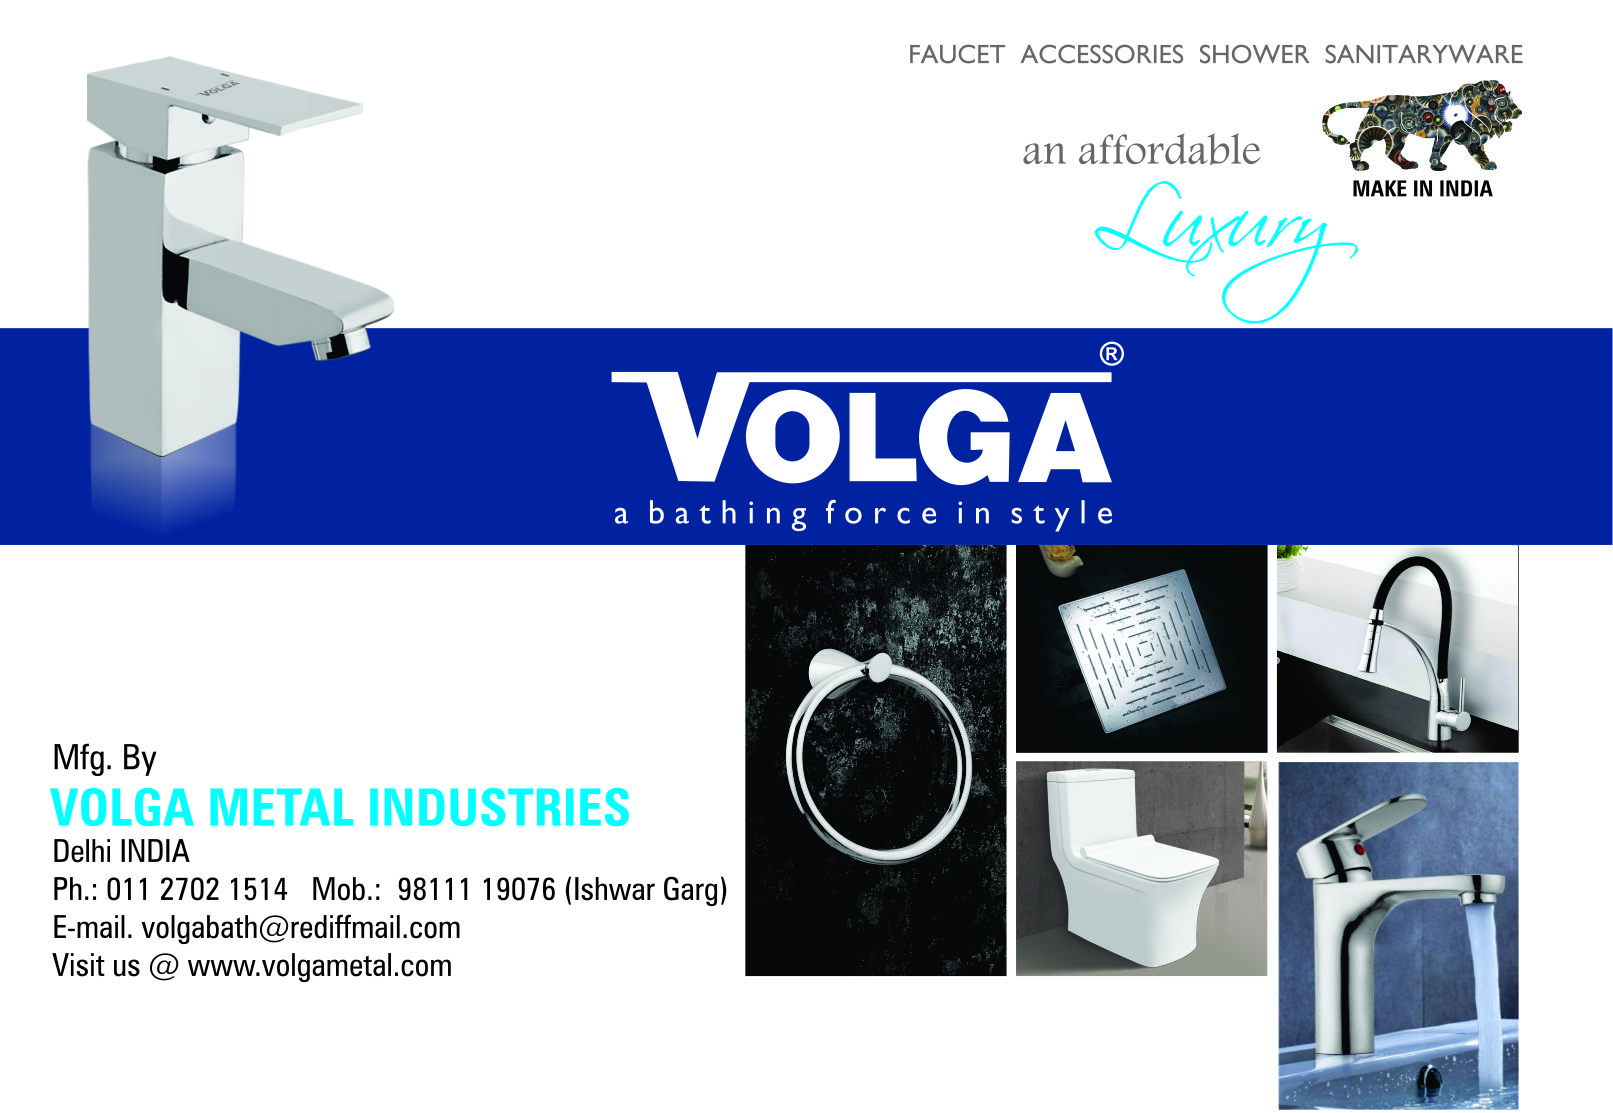 FAUCET ACCESSORIES SHOWER SANITARYWARE
VOLGA
an affordable
Luxury
MAKE IN INDIA
VOLGA®
a bathing force in style
Mfg. By
VOLGA METAL INDUSTRIES
Delhi INDIA
Ph.: 011 2702 1514 Mob.: 98111 19076 (Ishwar Garg)
E-mail. volgabath@rediffmail.com
Visit us @ www.volgametal.com